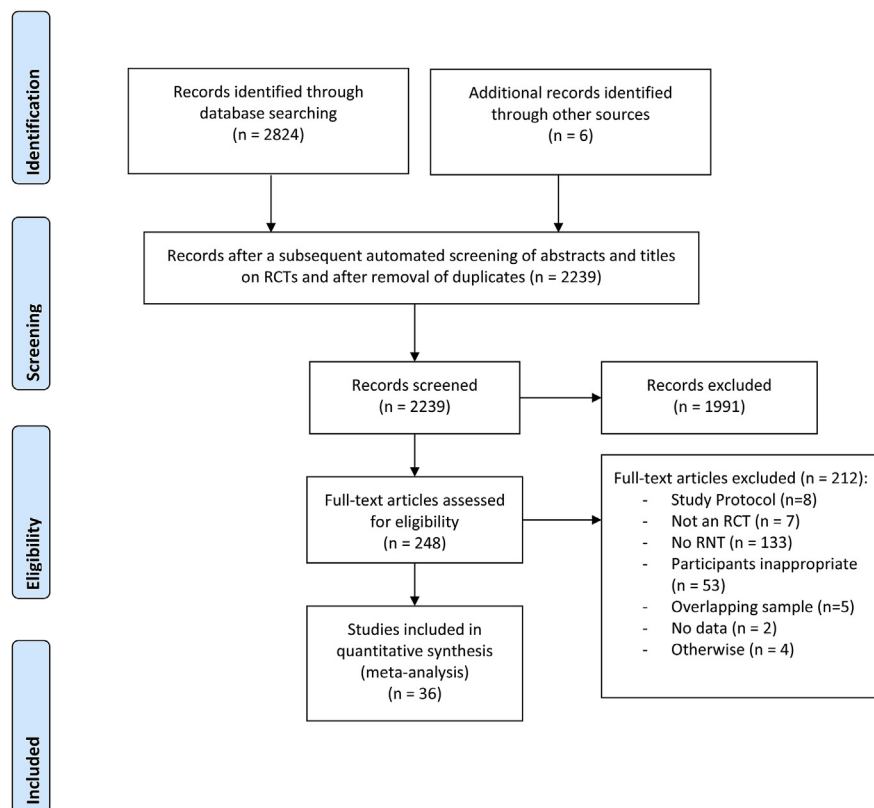 Identification
Records identified through
database searching
(n = 2824)
Additional records identified
through other sources
(n = 6)
Screening
Records after a subsequent automated screening of abstracts and titles
on RCTs and after removal of duplicates (n = 2239)
Records screened
(n = 2239)
Records excluded
(n = 1991)
Eligibility
Full-text articles assessed
for eligibility
(n = 248)
Full-text articles excluded (n = 212):
- Study Protocol (n=8)
- Not an RCT (n = 7)
- No RNT (n = 133)
- Participants inappropriate
(n = 53)
- Overlapping sample (n=5)
- No data (n = 2)
- Otherwise (n = 4)
Included
Studies included in
quantitative synthesis
(meta-analysis)
(n = 36)